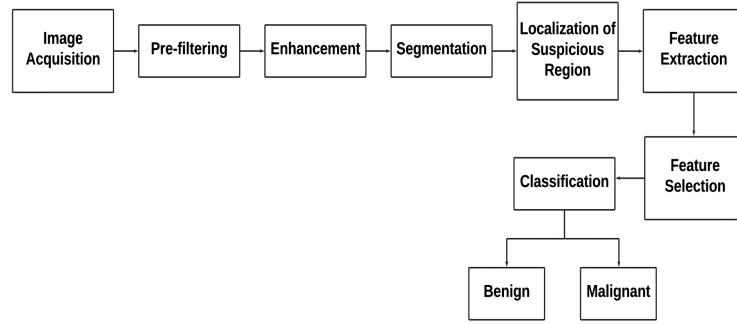 Image
Acquisition
Pre-filtering
Enhancement
Segmentation
Localization of
Suspicious
Region
Feature
Extraction
Feature
Selection
Classification
Benign
Malignant